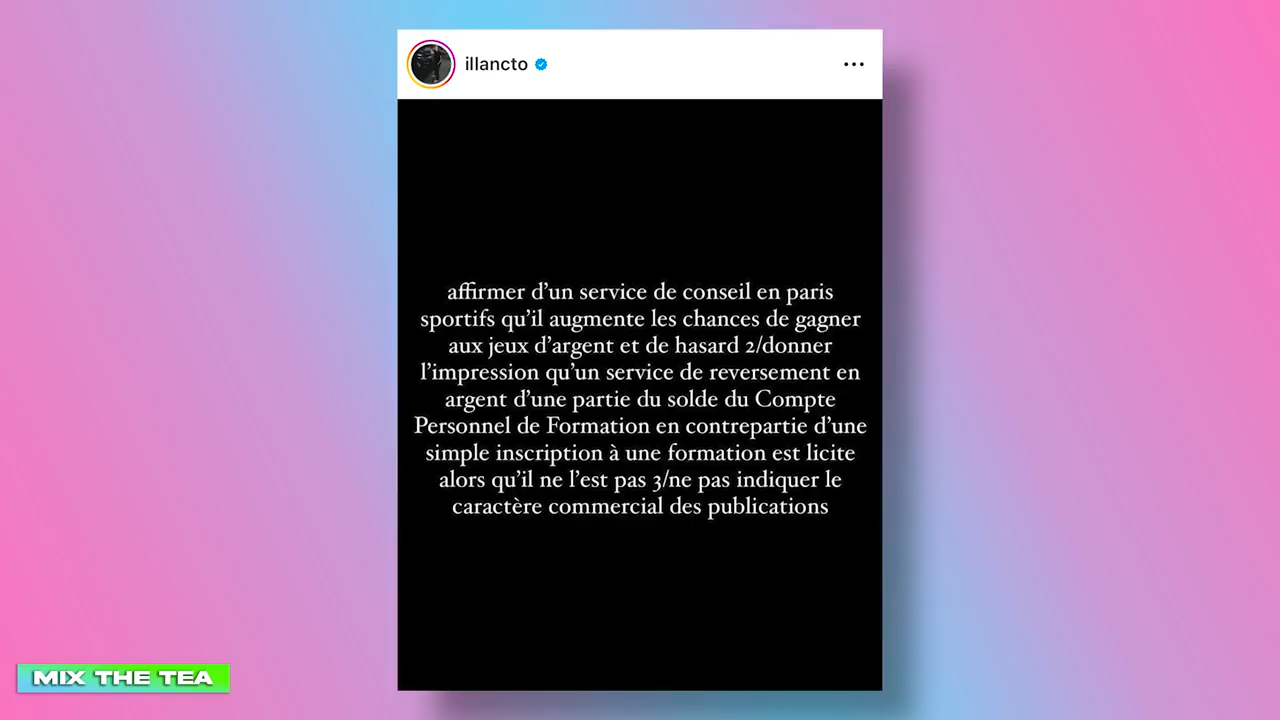 illancto
affirmer d’un service de conseil en paris
sportifs qu’il augmente les chances de gagner
aux jeux d’argent et de hasard 2/donner
l’impression qu’un service de reversement en
argent d’une partie du solde du Compte
Personnel de Formation en contrepartie d’une
simple inscription à une formation est licite
alors qu’il ne l’est pas 3/ne pas indiquer le
caractère commercial des publications
MIX THE TEA